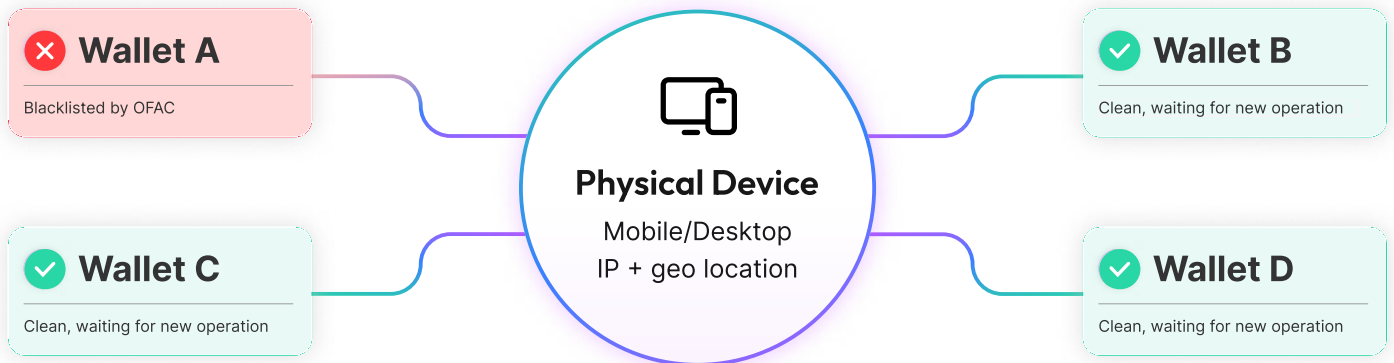 Wallet A
Blacklisted by OFAC
Wallet B
Clean, waiting for new operation
Physical Device
Mobile/Desktop
IP + geo location
Wallet C
Clean, waiting for new operation
Wallet D
Clean, waiting for new operation